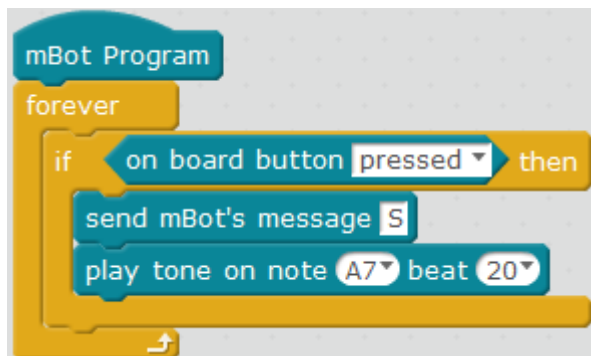 mBot Program
forever
if on board button pressed then
send mBot's message S
play tone on note A7 beat 20